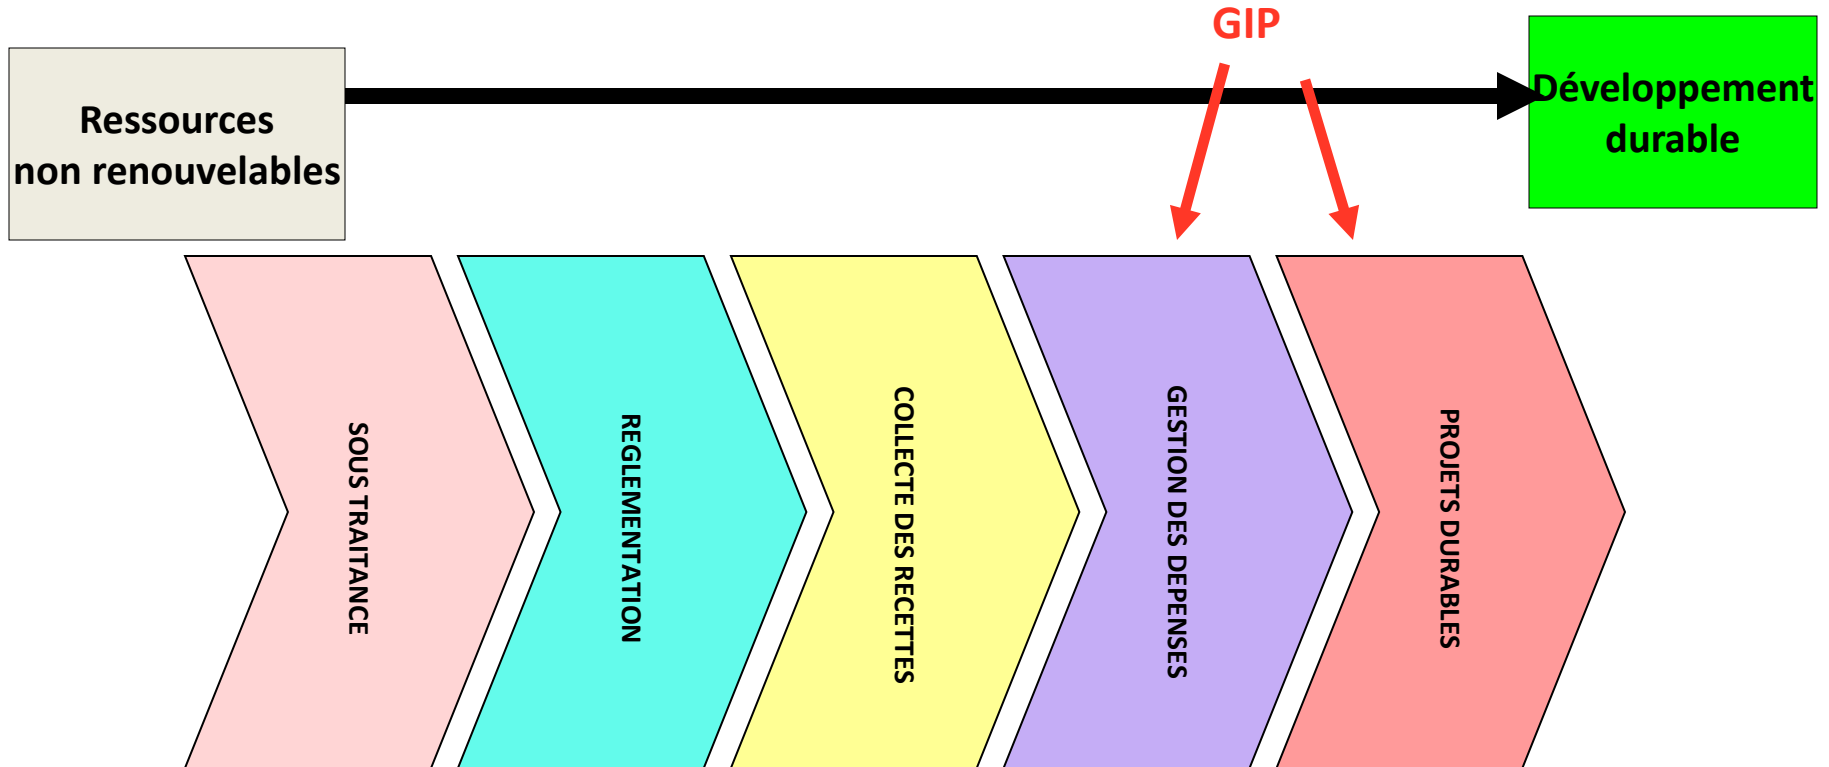 GIP
Ressources
non renouvelables
Développement
durable
SOUS TRAITANCE
REGLEMENTATION
COLLECTE DES RECETTES
GESTION DES DEPENSES
PROJETS DURABLES